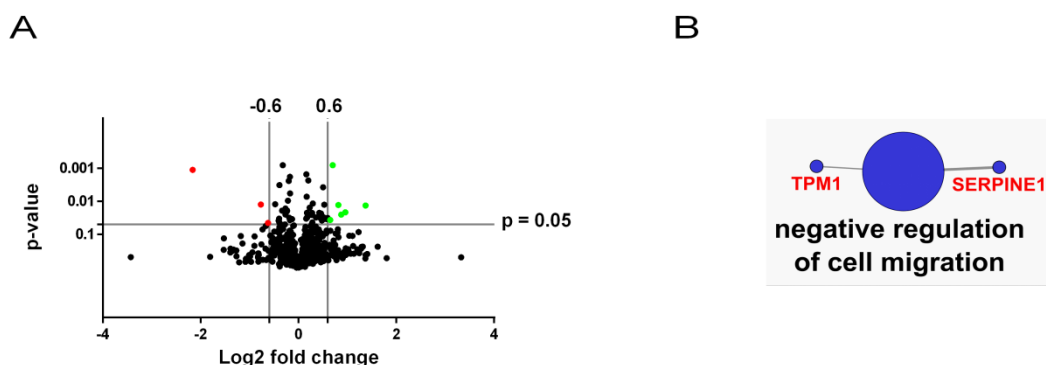 A
B
-0.6
0.6
0.001
0.01
0.1
p-value
p = 0.05
-4
-2
0
2
4
Log2 fold change
TPM1
SERPINE1
negative regulation
of cell migration